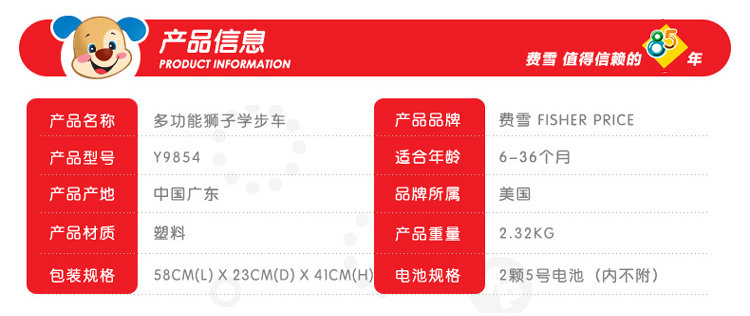 产品信息
PRODUCT INFORMATION
费雪 值得信赖的 85 年
产品名称 多功能狮子学步车 产品品牌 费雪 FISHER PRICE
产品型号 Y9854 适合年龄 6-36个月
产品产地 中国广东 品牌所属 美国
产品材质 塑料 产品重量 2.32KG
包装规格 58CM(L) X 23CM(D) X 41CM(H) 电池规格 2颗5号电池（内不附）